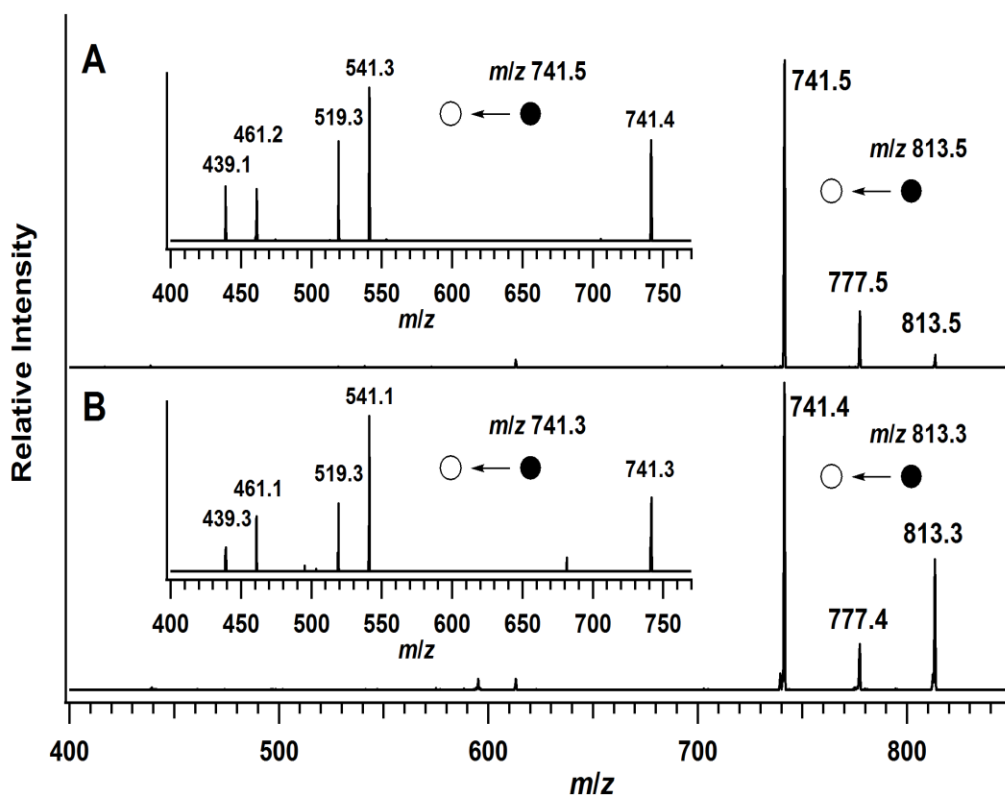 A
541.3
m/z 741.5
519.3
741.4
461.2
439.1
400 450 500 550 600 650 700 750
m/z
741.5
m/z 813.5
777.5
813.5
B
541.1
m/z 741.3
519.3
741.3
461.1
439.3
400 450 500 550 600 650 700 750
m/z
741.4
m/z 813.3
813.3
777.4
Relative Intensity
400 500 600 700 800
m/z